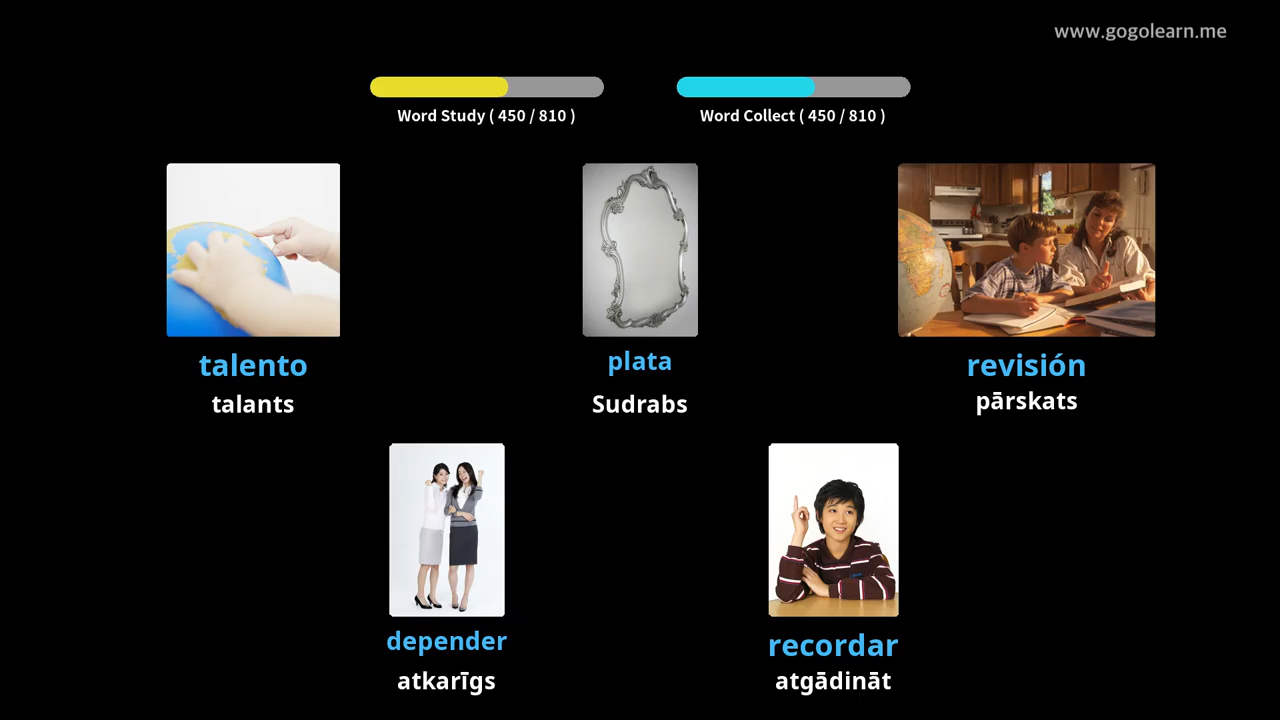 www.gogolearn.me
Word Study ( 450 / 810 )
Word Collect ( 450 / 810 )
talento
talants
plata
Sudrabs
revisión
pārskats
depender
atkarīgs
recordar
atgādināt